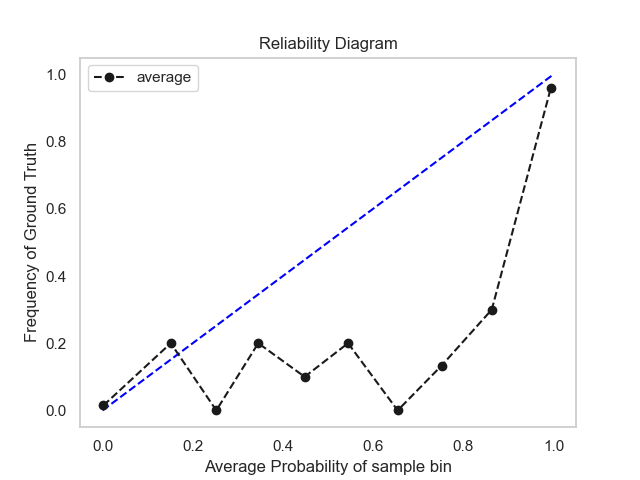 Reliability Diagram
average
Frequency of Ground Truth
1.0
0.8
0.6
0.4
0.2
0.0
0.0 0.2 0.4 0.6 0.8 1.0
Average Probability of sample bin